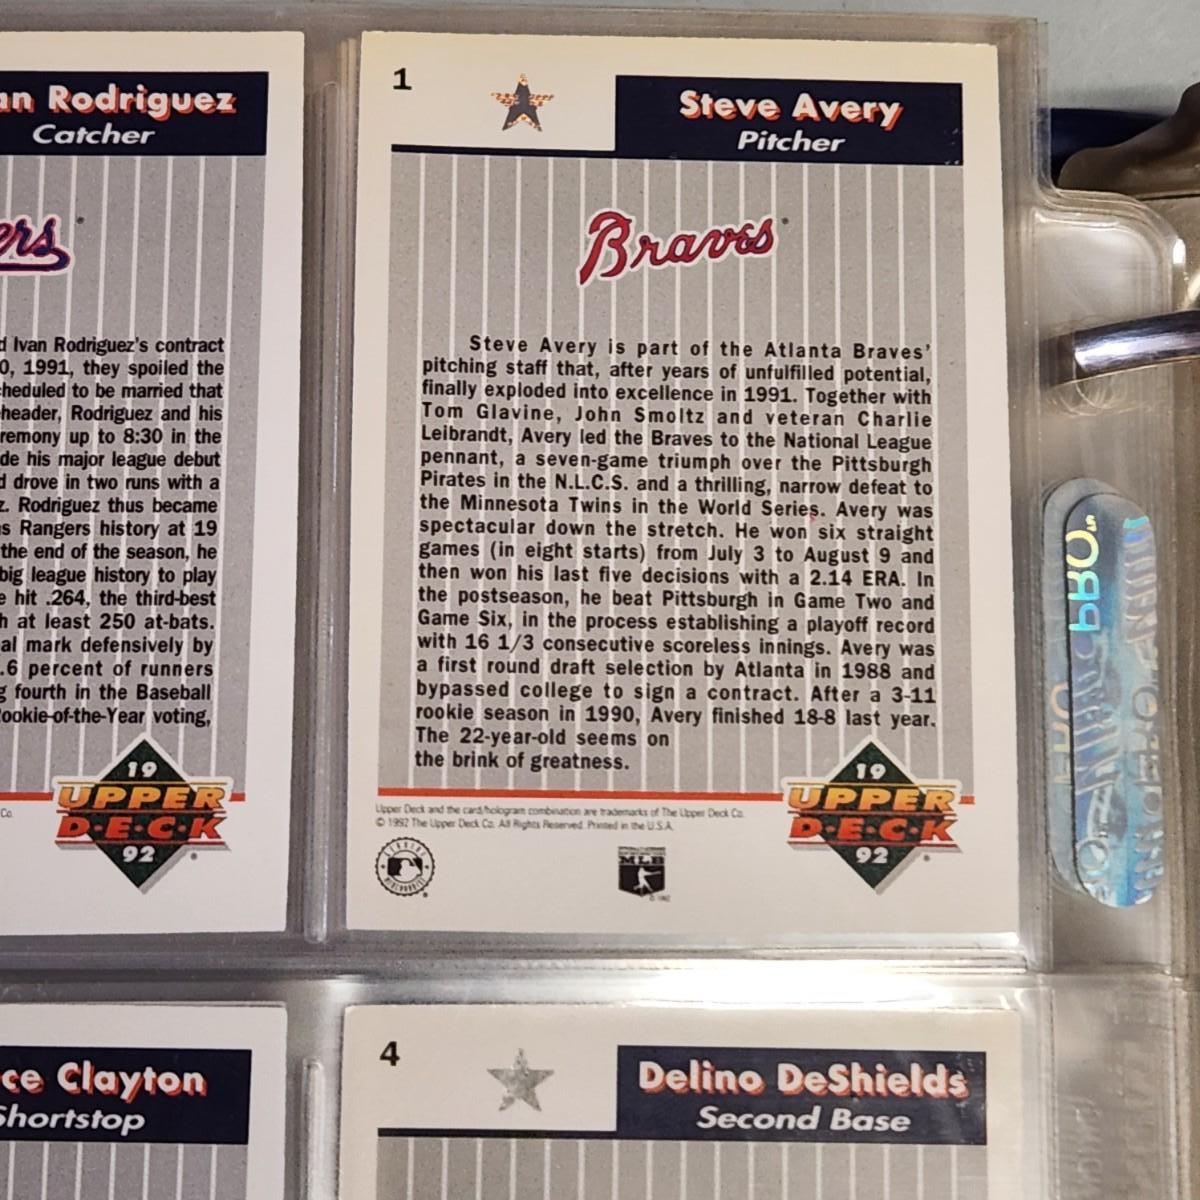 an Rodriguez
Catcher
ers
d Ivan Rodriguez's contract
0, 1991, they spoiled the
heduled to be married that
header, Rodriguez and his
remony up to 8:30 in the
de his major league debut
d drove in two runs with a
z. Rodriguez thus became
s Rangers history at 19
the end of the season, he
big league history to play
e hit .264, the third-best
h at least 250 at-bats.
al mark defensively by
.6 percent of runners
g fourth in the Baseball
ookie-of-the-Year voting,
19
UPPER
D·E·C·K
92
Co.
1
Steve Avery
Pitcher
Braves
Steve Avery is part of the Atlanta Braves'
pitching staff that, after years of unfulfilled potential,
finally exploded into excellence in 1991. Together with
Tom Glavine, John Smoltz and veteran Charlie
Leibrandt, Avery led the Braves to the National League
pennant, a seven-game triumph over the Pittsburgh
Pirates in the N.L.C.S. and a thrilling, narrow defeat to
the Minnesota Twins in the World Series. Avery was
spectacular down the stretch. He won six straight
games (in eight starts) from July 3 to August 9 and
then won his last five decisions with a 2.14 ERA. In
the postseason, he beat Pittsburgh in Game Two and
Game Six, in the process establishing a playoff record
with 16 1/3 consecutive scoreless innings. Avery was
a first round draft selection by Atlanta in 1988 and
bypassed college to sign a contract. After a 3-11
rookie season in 1990, Avery finished 18-8 last year.
The 22-year-old seems on
the brink of greatness.
Upper Deck and the card/hologram combination are trademarks of The Upper Deck Co.
© 1992 The Upper Deck Co. All Rights Reserved. Printed in the U.S.A.
19
UPPER
D·E·C·K
92
MLB
PRO
ce Clayton
Shortstop
4
Delino DeShields
Second Base